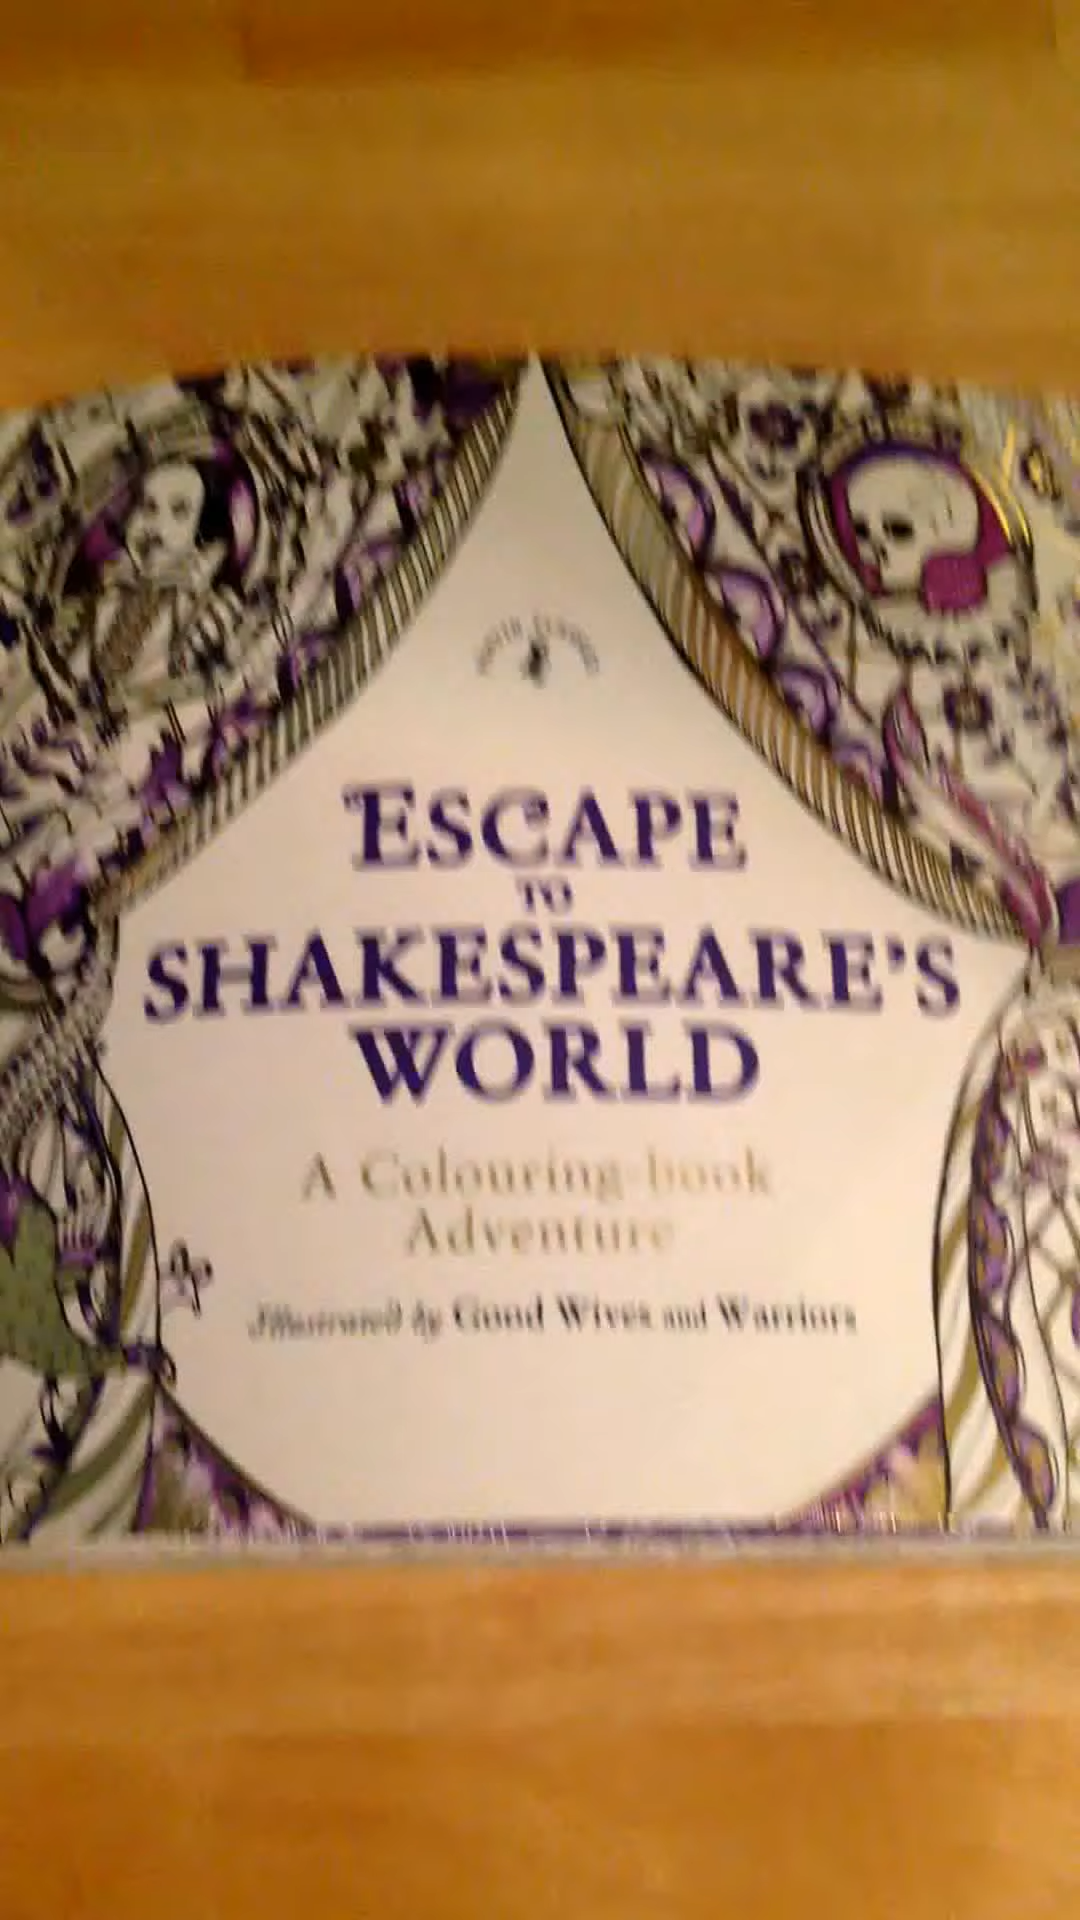 ESCAPE
TO
SHAKESPEARE'S
WORLD
A Colouring-book
Adventure
Illustrated by Good Wives and Warriors